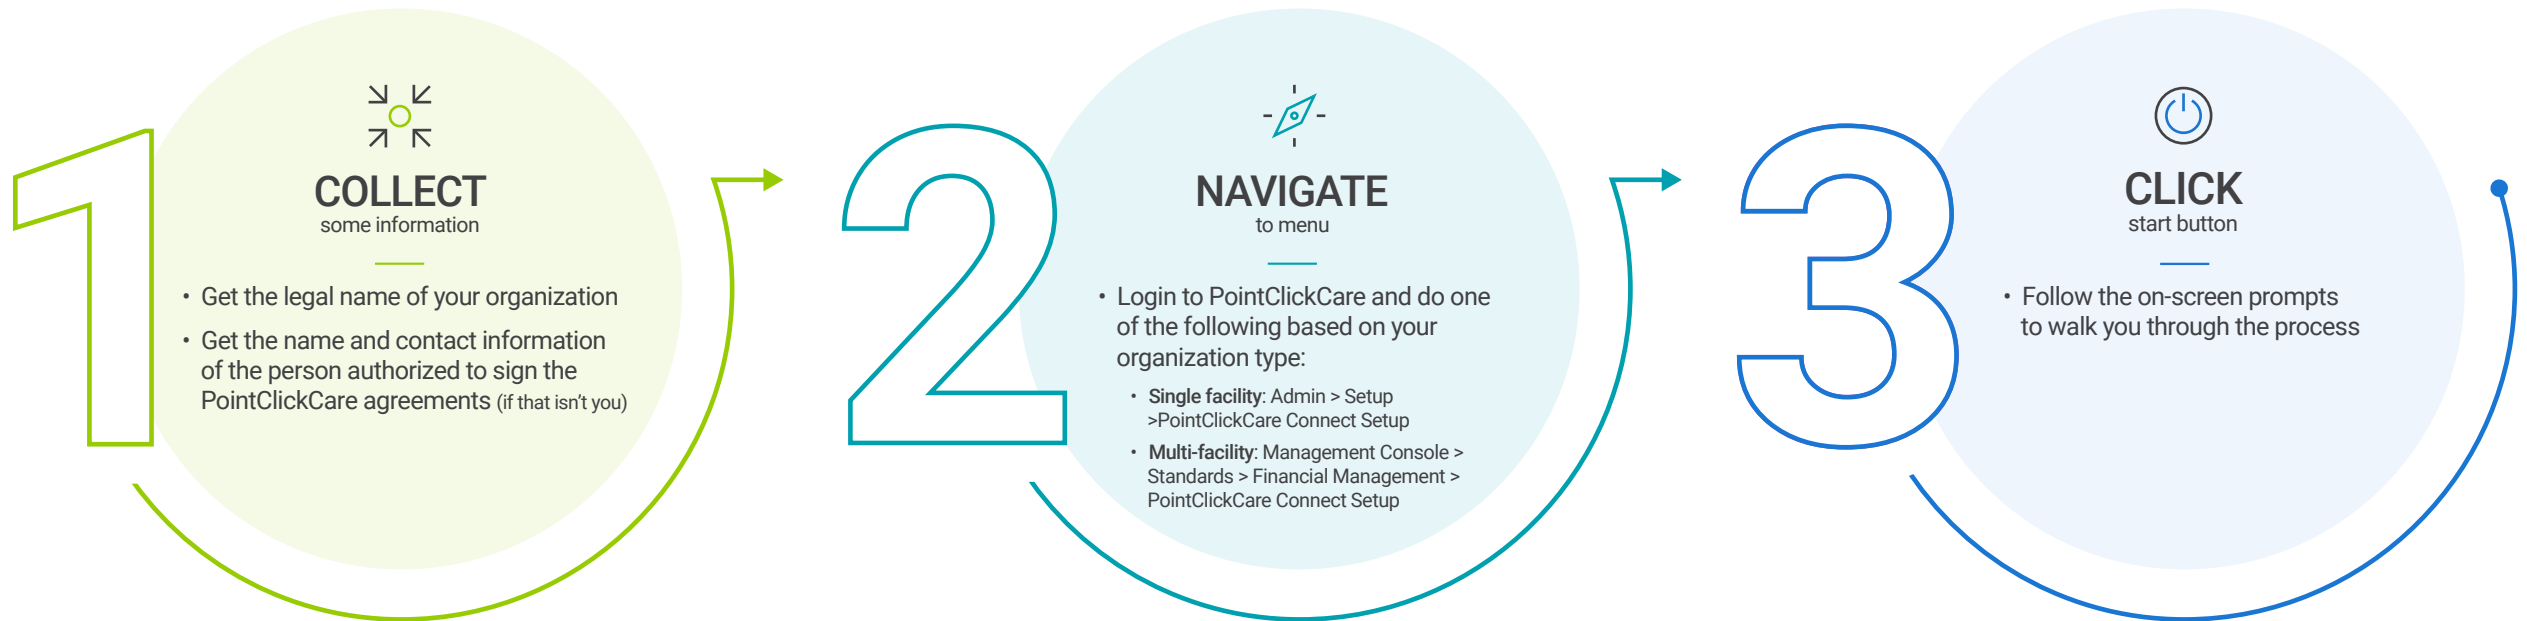 1
COLLECT
some information
• Get the legal name of your organization
• Get the name and contact information
of the person authorized to sign the
PointClickCare agreements (if that isn’t you)
2
NAVIGATE
to menu
• Login to PointClickCare and do one
of the following based on your
organization type:
• Single facility: Admin > Setup
>PointClickCare Connect Setup
• Multi-facility: Management Console >
Standards > Financial Management >
PointClickCare Connect Setup
3
CLICK
start button
• Follow the on-screen prompts
to walk you through the process